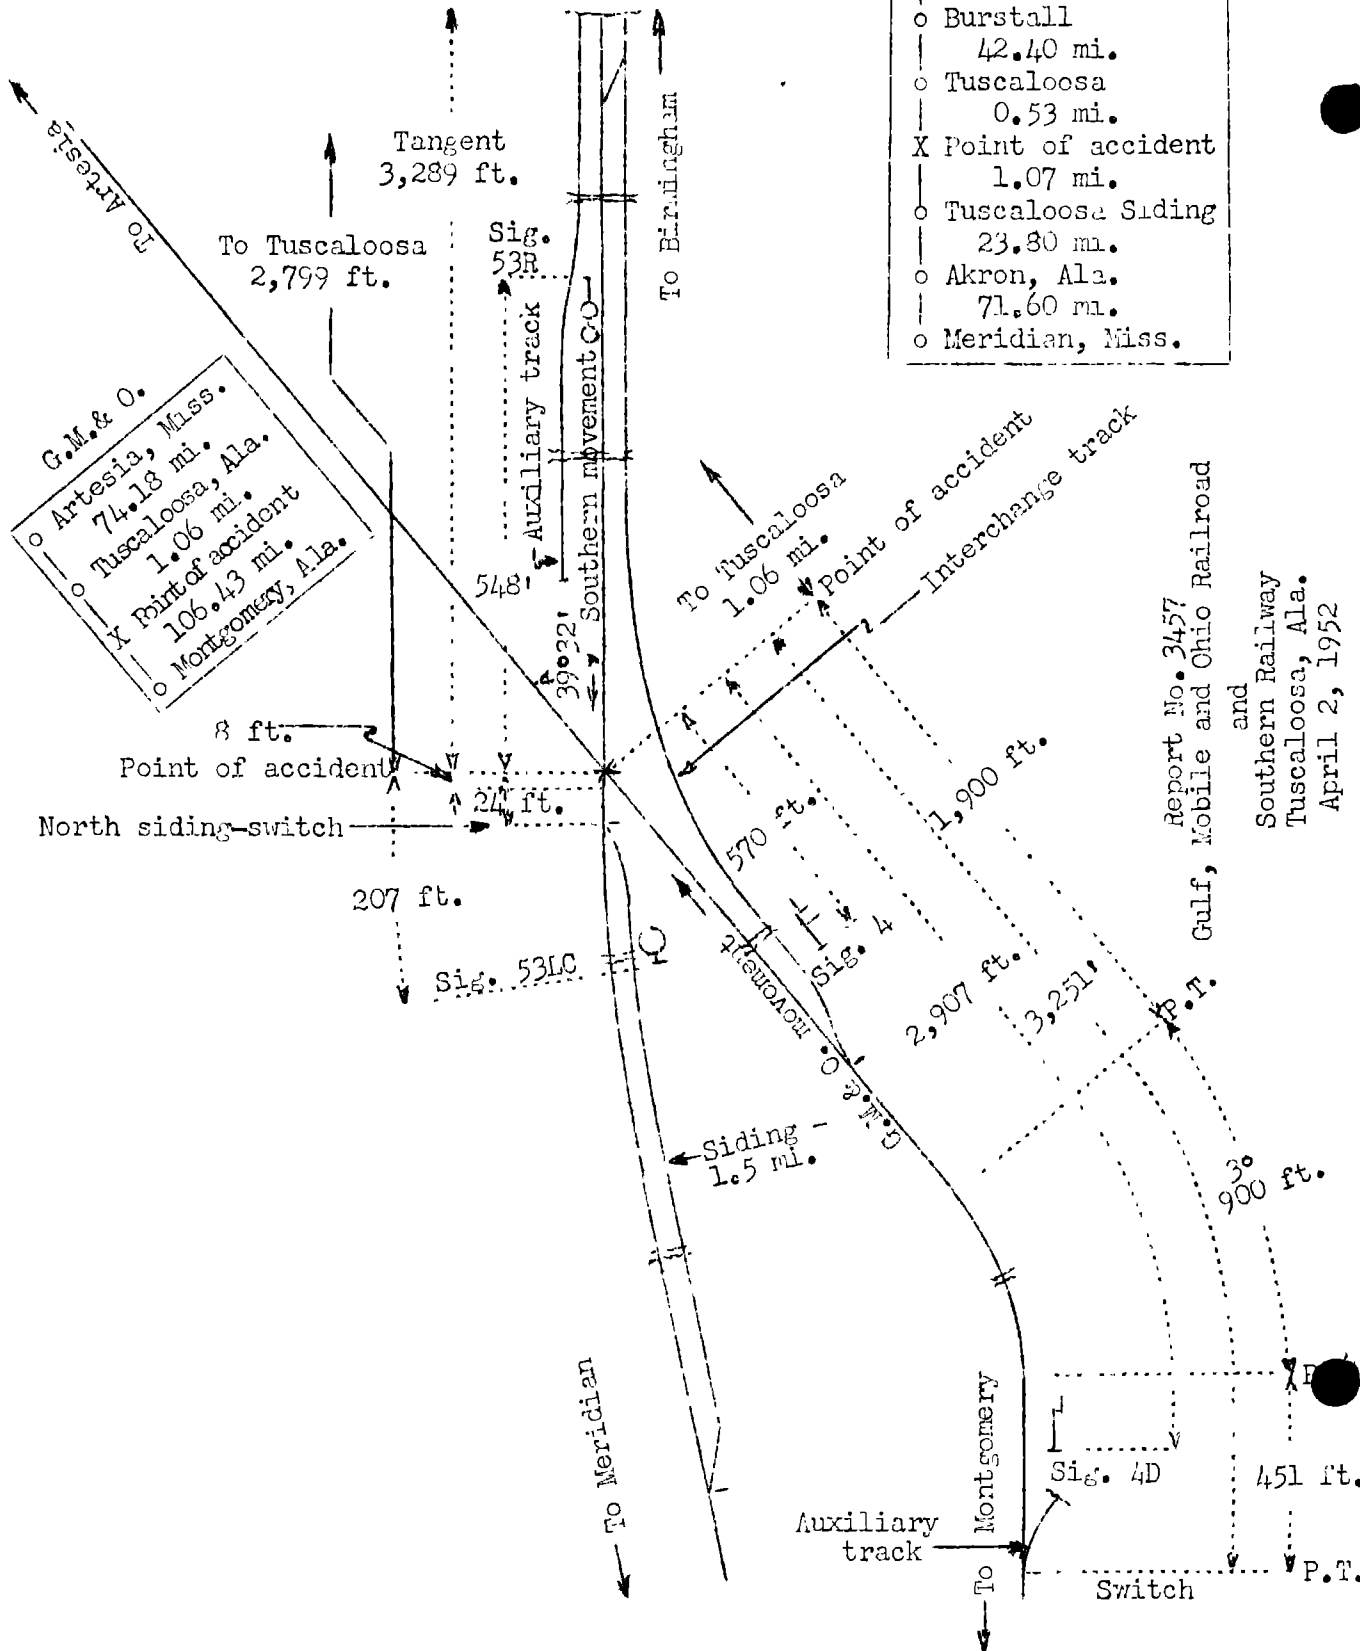 Burstall
42.40 mi.
Tuscaloosa
0.53 mi.
X Point of accident
1.07 mi.
Tuscaloosa Siding
23.80 mi.
Akron, Ala.
71.60 mi.
Meridian, Miss.
To Artesia
Tangent
3,289 ft.
To Birmingham
To Tuscaloosa
2,799 ft.
Sig.
53R
Auxiliary track
Southern movement
G.M.& O.
Artesia, Miss.
74.18 mi.
Tuscaloosa, Ala.
1.06 mi.
X Point of accident
106.43 mi.
Montgomery, Ala.
548'
39°32'
To Tuscaloosa
1.06 mi.
Point of accident
Interchange track
8 ft.
Point of accident
24 ft.
North siding-switch
207 ft.
Sig. 53LC
570 ft.
1,900 ft.
Sig. 4
2,907 ft.
3,251'
P.T.
G.M.& O. movement
Siding -
1.5 mi.
3°
900 ft.
Report No. 3457
Gulf, Mobile and Ohio Railroad
and
Southern Railway
Tuscaloosa, Ala.
April 2, 1952
To Meridian
To Montgomery
Sig. 4D
451 ft.
Auxiliary
track
Switch
P.T.